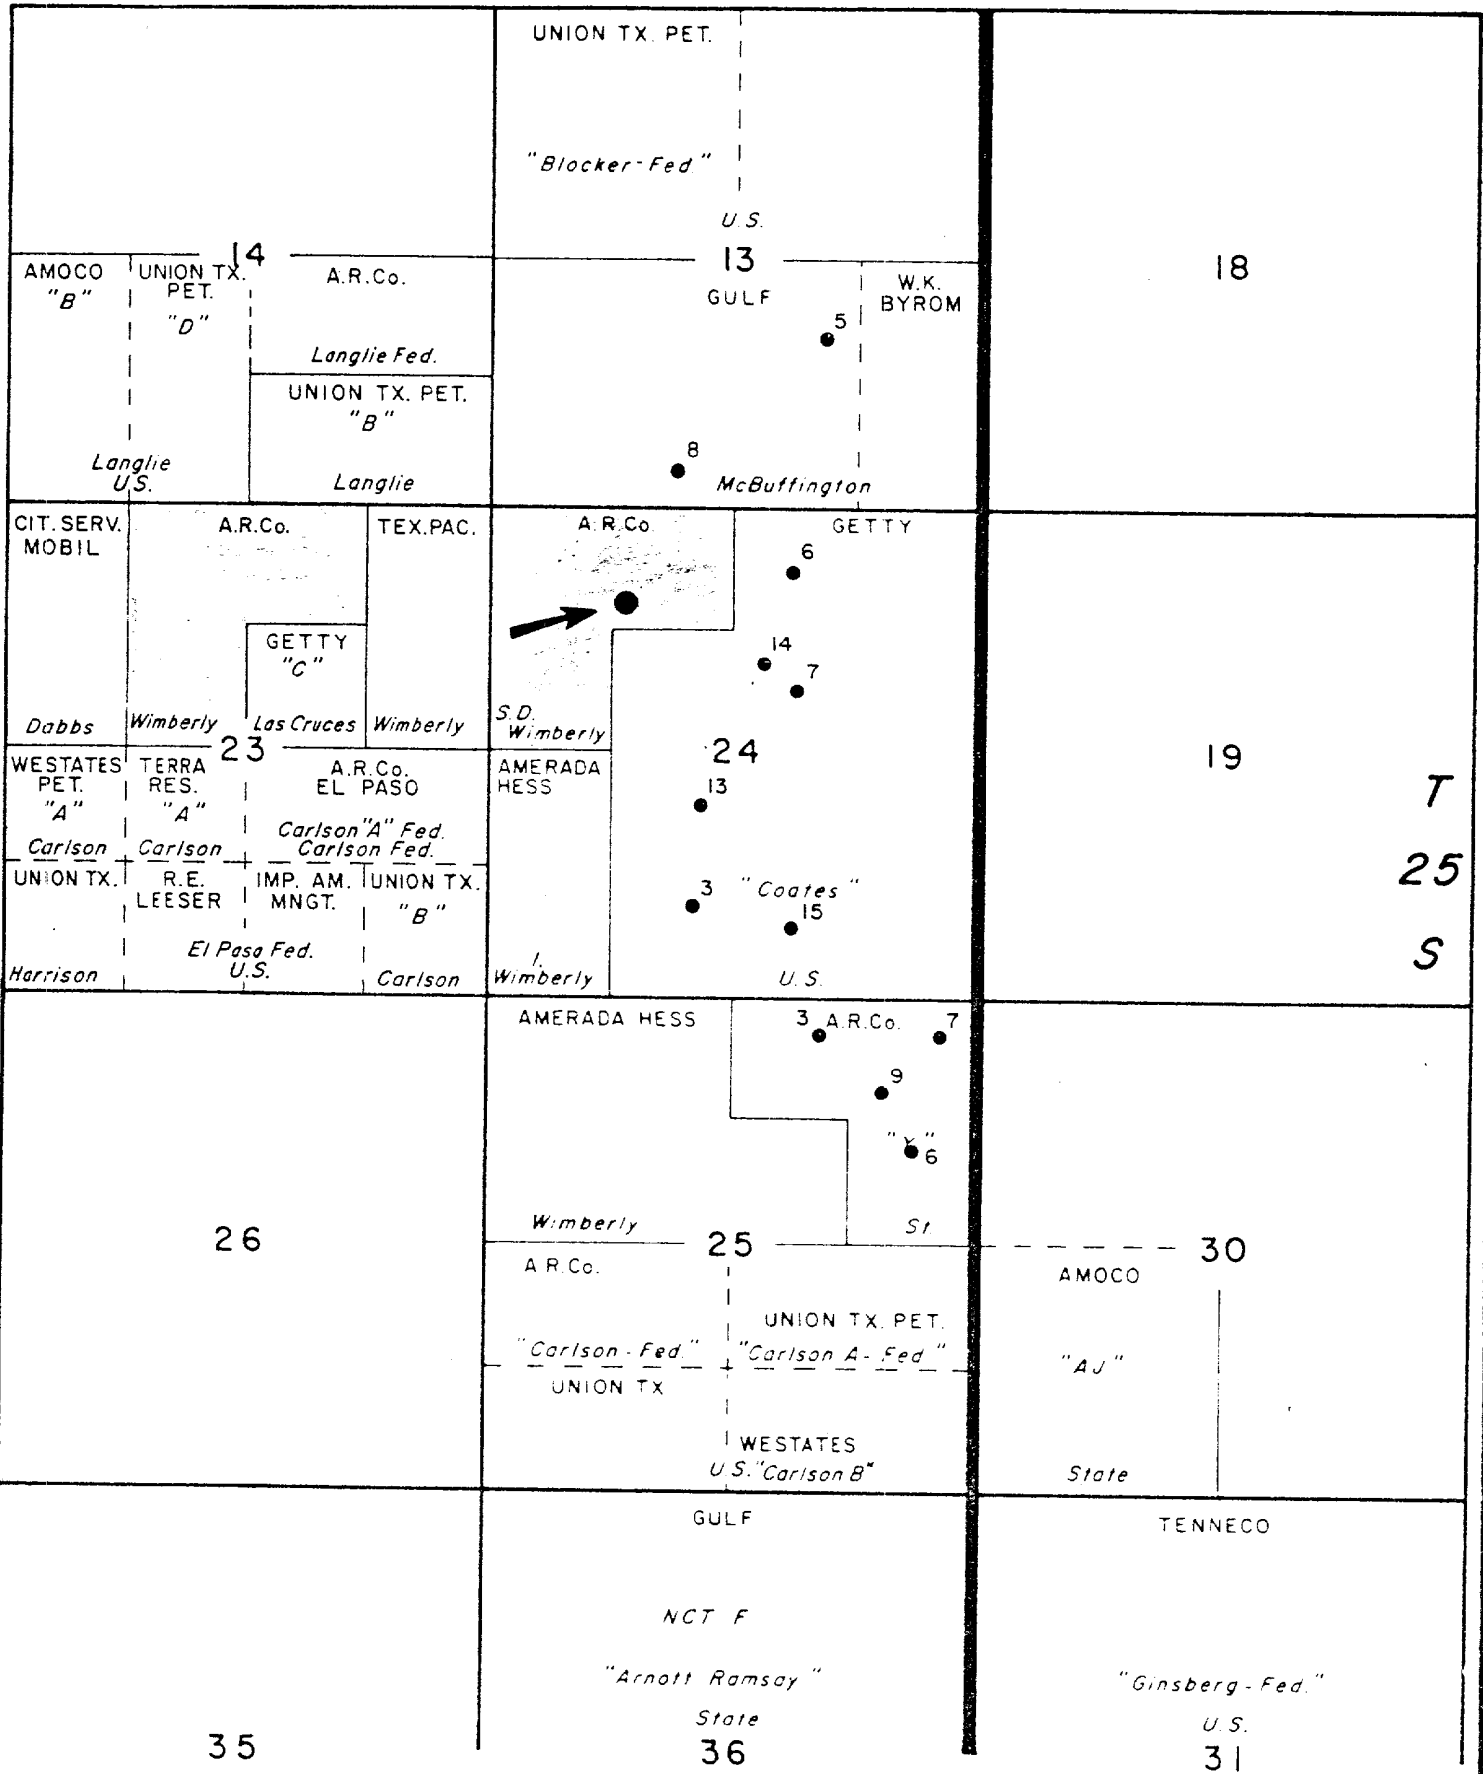 UNION TX. PET.
"Blocker-Fed."
U.S.
14
13
18
AMOCO
"B"
UNION TX.
PET.
"D"
A.R.Co.
Langlie Fed.
UNION TX. PET.
"B"
Langlie
U.S.
Langlie
GULF
W.K.
BYROM
5
8
McBuffington
CIT. SERV.
MOBIL
Dabbs
A.R.Co.
Wimberly
GETTY
"C"
Las Cruces
TEX.PAC.
Wimberly
A.R.Co.
S.D.
Wimberly
GETTY
6
14
7
23
24
19
WESTATES
PET.
"A"
Carlson
TERRA
RES.
"A"
Carlson
A.R.Co.
EL PASO
Carlson "A" Fed.
Carlson Fed.
AMERADA
HESS
13
UNION TX.
Harrison
R.E.
LEESER
IMP. AM.
MNGT.
El Paso Fed.
U.S.
UNION TX.
"B"
Carlson
I.
Wimberly
3
"Coates"
15
U.S.
T
25
S
AMERADA HESS
3
A.R.Co.
7
9
"Y"
6
Wimberly
St.
26
25
30
A.R.Co.
"Carlson-Fed."
UNION TX. PET.
"Carlson A-Fed."
UNION TX
WESTATES
U.S. "Carlson B"
AMOCO
"AJ"
State
GULF
NCT F
"Arnott Ramsay"
State
TENNECO
"Ginsberg-Fed."
U.S.
35
36
31